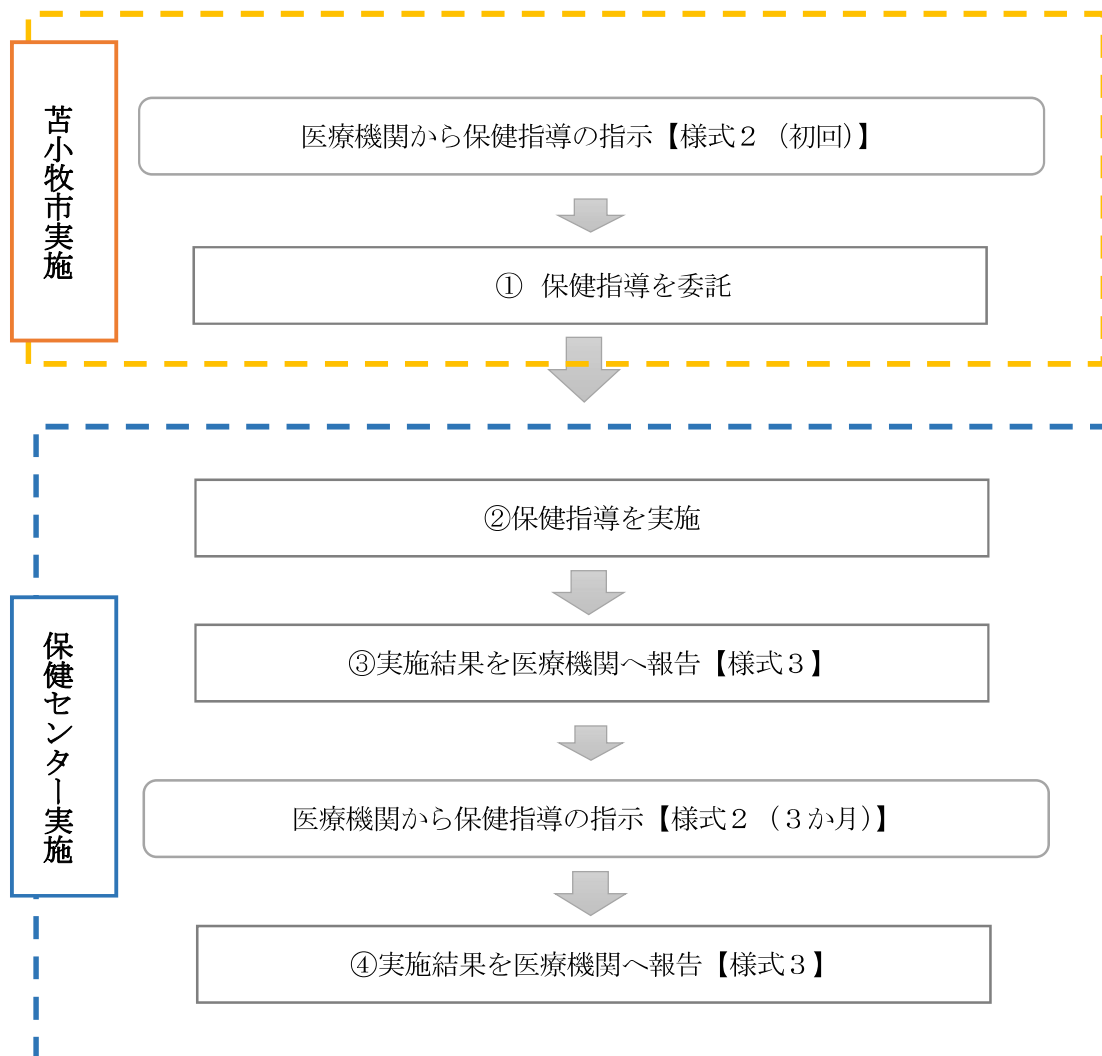 苫小牧市実施
医療機関から保健指導の指示【様式２（初回）】
① 保健指導を委託
保健センター実施
②保健指導を実施
③実施結果を医療機関へ報告【様式３】
医療機関から保健指導の指示【様式２（３か月）】
④実施結果を医療機関へ報告【様式３】